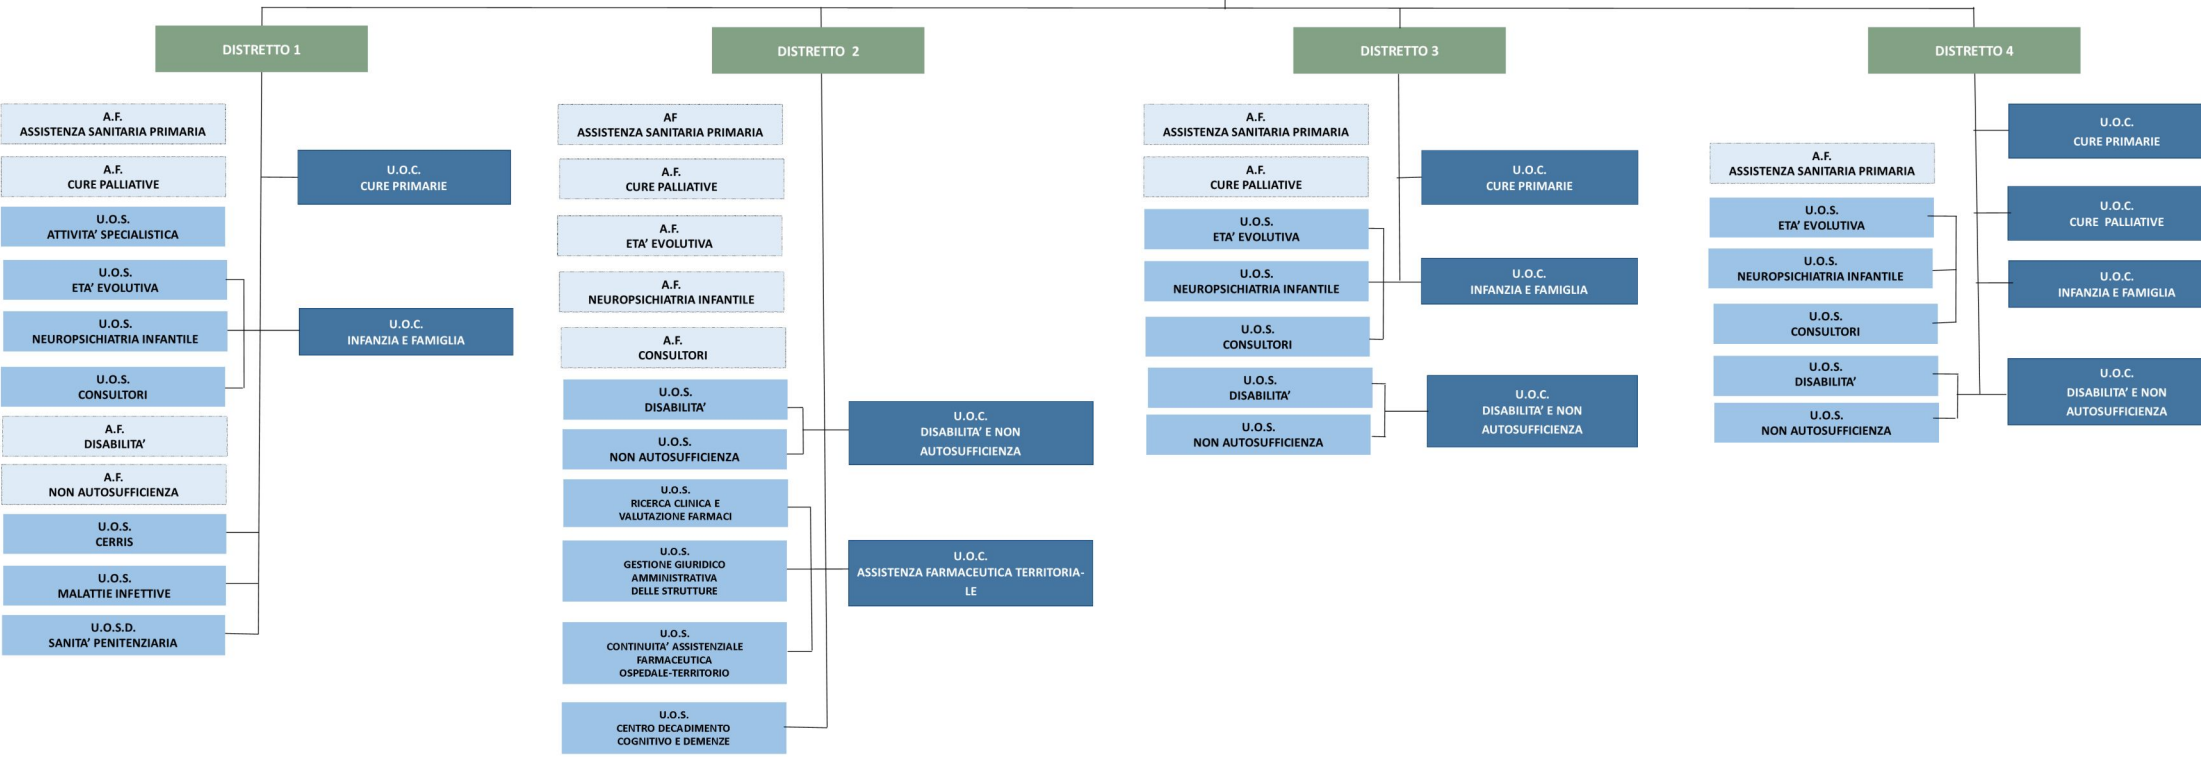 DISTRETTO 1
A.F.
ASSISTENZA SANITARIA PRIMARIA
A.F.
CURE PALLIATIVE
U.O.S.
ATTIVITA’ SPECIALISTICA
U.O.S.
ETA’ EVOLUTIVA
U.O.S.
NEUROPSICHIATRIA INFANTILE
U.O.S.
CONSULTORI
A.F.
DISABILITA’
A.F.
NON AUTOSUFFICIENZA
U.O.S.
CERRIS
U.O.S.
MALATTIE INFETTIVE
U.O.S.D.
SANITA’ PENITENZIARIA
U.O.C.
CURE PRIMARIE
U.O.C.
INFANZIA E FAMIGLIA
DISTRETTO 2
AF
ASSISTENZA SANITARIA PRIMARIA
A.F.
CURE PALLIATIVE
A.F.
ETA’ EVOLUTIVA
A.F.
NEUROPSICHIATRIA INFANTILE
A.F.
CONSULTORI
U.O.S.
DISABILITA’
U.O.S.
NON AUTOSUFFICIENZA
U.O.S.
RICERCA CLINICA E
VALUTAZIONE FARMACI
U.O.S.
GESTIONE GIURIDICO
AMMINISTRATIVA
DELLE STRUTTURE
U.O.S.
CONTINUITA’ ASSISTENZIALE
FARMACEUTICA
OSPEDALE-TERRITORIO
U.O.S.
CENTRO DECADIMENTO
COGNITIVO E DEMENZE
U.O.C.
DISABILITA’ E NON
AUTOSUFFICIENZA
U.O.C.
ASSISTENZA FARMACEUTICA TERRITORIA-
LE
DISTRETTO 3
A.F.
ASSISTENZA SANITARIA PRIMARIA
A.F.
CURE PALLIATIVE
U.O.S.
ETA’ EVOLUTIVA
U.O.S.
NEUROPSICHIATRIA INFANTILE
U.O.S.
CONSULTORI
U.O.S.
DISABILITA’
U.O.S.
NON AUTOSUFFICIENZA
U.O.C.
CURE PRIMARIE
U.O.C.
INFANZIA E FAMIGLIA
U.O.C.
DISABILITA’ E NON
AUTOSUFFICIENZA
DISTRETTO 4
A.F.
ASSISTENZA SANITARIA PRIMARIA
U.O.S.
ETA’ EVOLUTIVA
U.O.S.
NEUROPSICHIATRIA INFANTILE
U.O.S.
CONSULTORI
U.O.S.
DISABILITA’
U.O.S.
NON AUTOSUFFICIENZA
U.O.C.
CURE PRIMARIE
U.O.C.
CURE PALLIATIVE
U.O.C.
INFANZIA E FAMIGLIA
U.O.C.
DISABILITA’ E NON
AUTOSUFFICIENZA